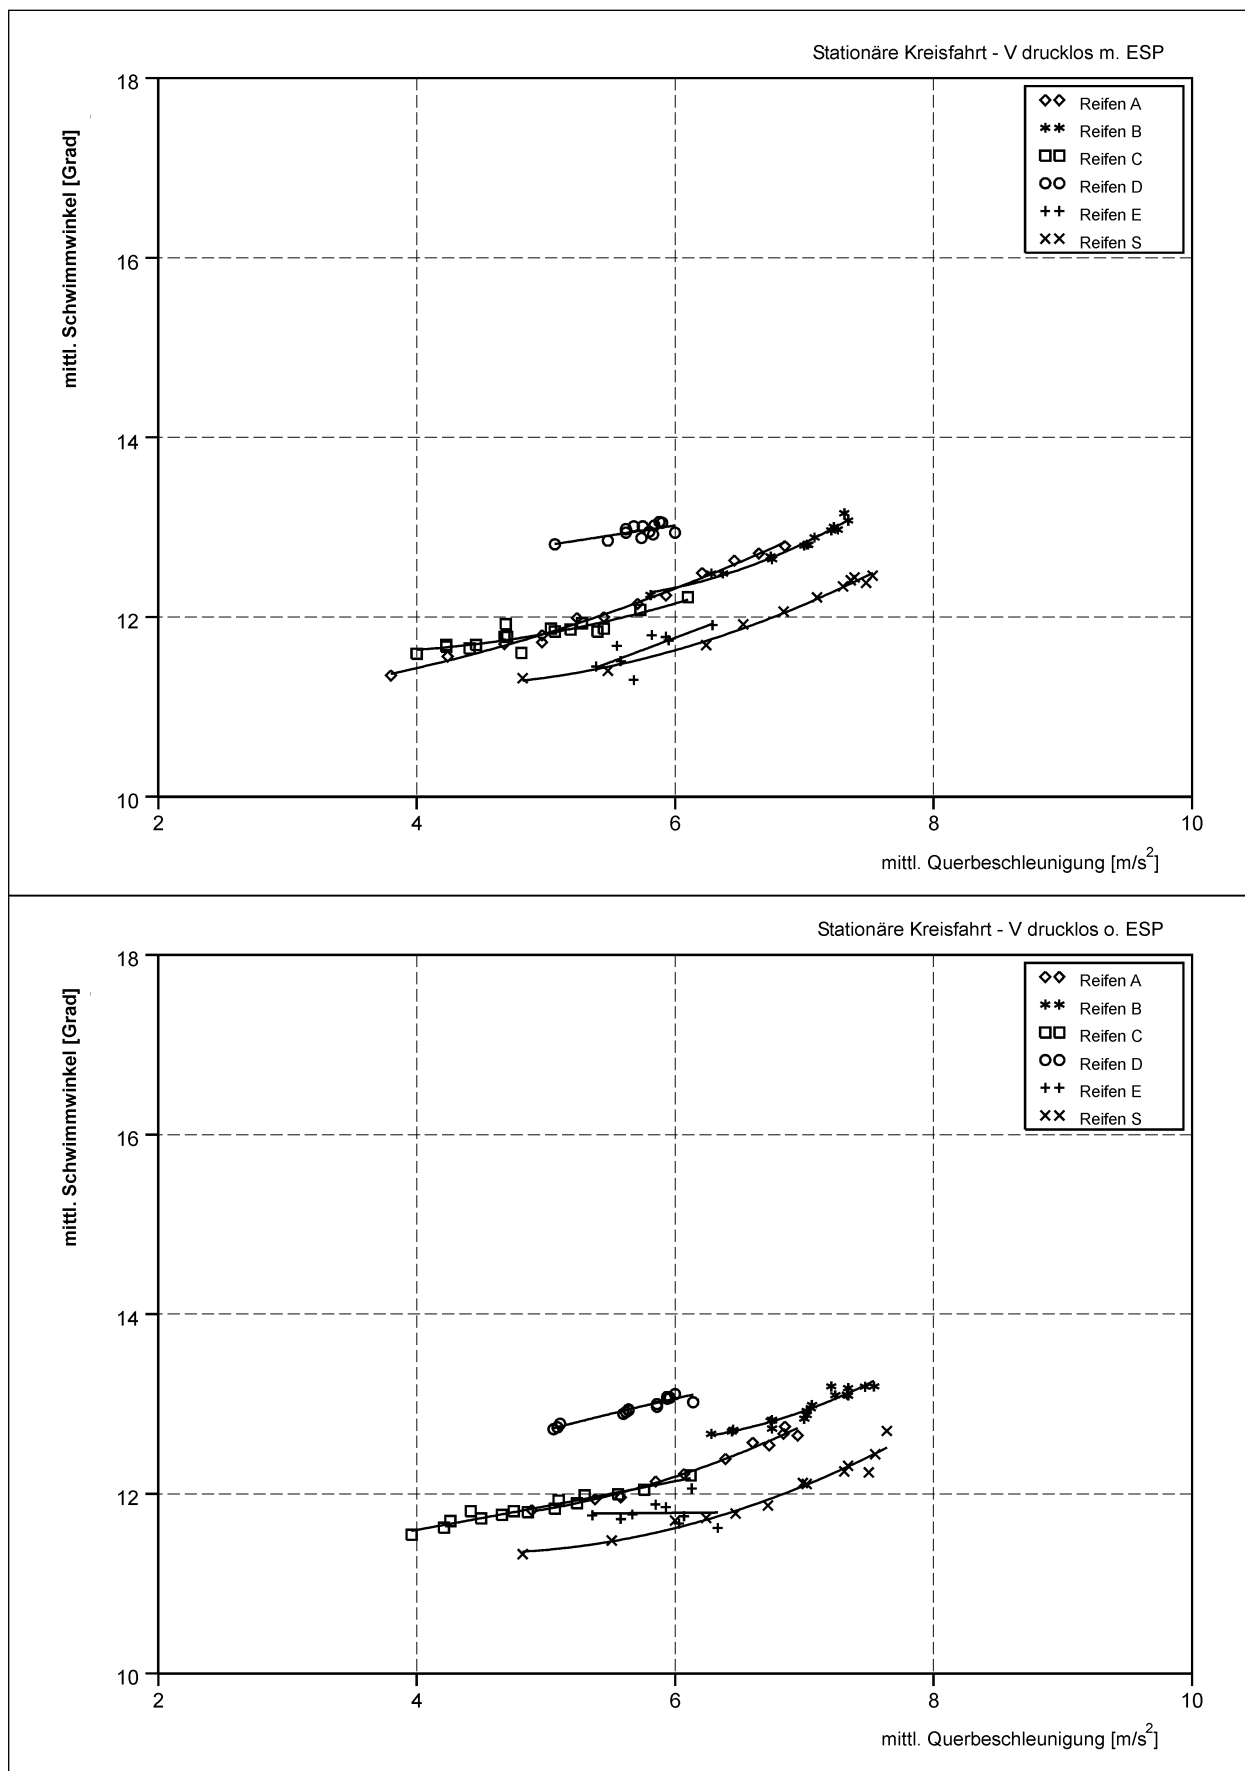 Stationäre Kreisfahrt - V drucklos m. ESP
mittl. Schwimmwinkel [Grad]
18
16
14
12
10
2 4 6 8 10
Reifen A
Reifen B
Reifen C
Reifen D
Reifen E
Reifen S
mittl. Querbeschleunigung [m/s²]
Stationäre Kreisfahrt - V drucklos o. ESP
mittl. Schwimmwinkel [Grad]
18
16
14
12
10
2 4 6 8 10
Reifen A
Reifen B
Reifen C
Reifen D
Reifen E
Reifen S
mittl. Querbeschleunigung [m/s²]